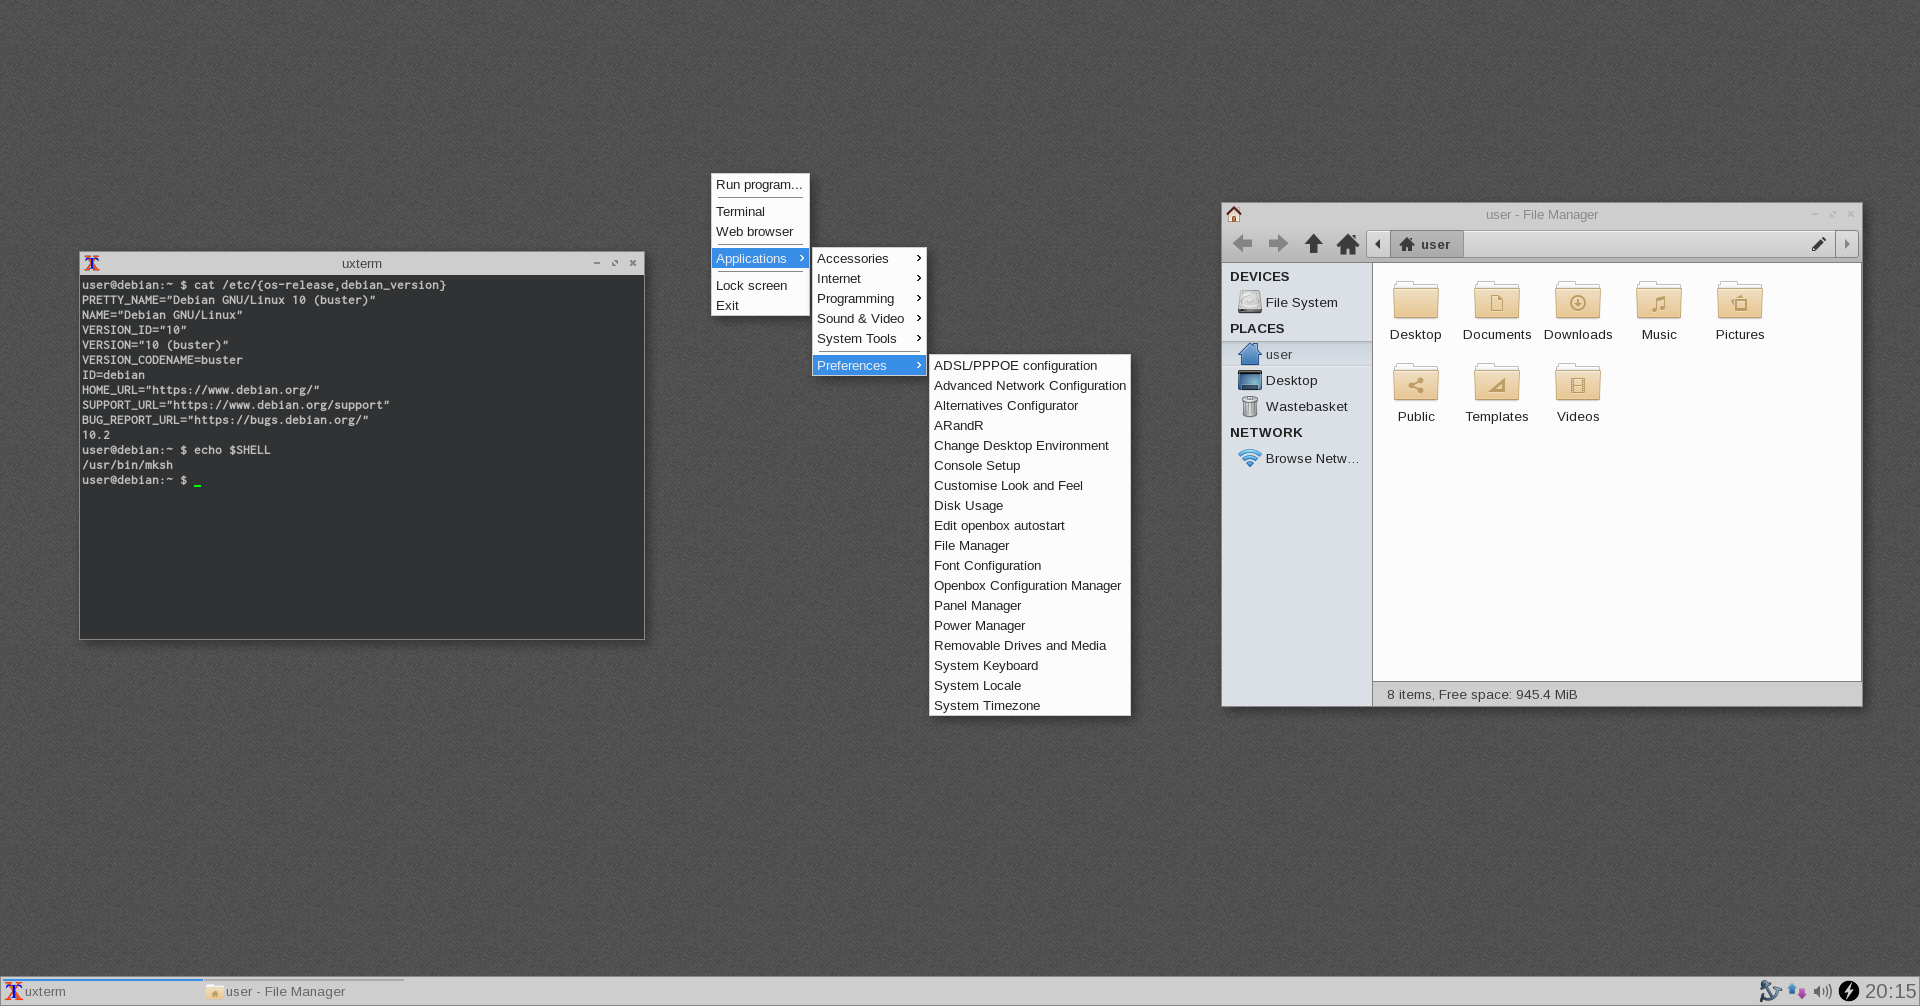 uxterm
user@debian:~ $ cat /etc/{os-release,debian_version}
PRETTY_NAME="Debian GNU/Linux 10 (buster)"
NAME="Debian GNU/Linux"
VERSION_ID="10"
VERSION="10 (buster)"
VERSION_CODENAME=buster
ID=debian
HOME_URL="https://www.debian.org/"
SUPPORT_URL="https://www.debian.org/support"
BUG_REPORT_URL="https://bugs.debian.org/"
10.2
user@debian:~ $ echo $SHELL
/usr/bin/mksh
user@debian:~ $ _
Run program...
Terminal
Web browser
Applications
Lock screen
Exit
Accessories
Internet
Programming
Sound & Video
System Tools
Preferences
ADSL/PPPOE configuration
Advanced Network Configuration
Alternatives Configurator
ARandR
Change Desktop Environment
Console Setup
Customise Look and Feel
Disk Usage
Edit openbox autostart
File Manager
Font Configuration
Openbox Configuration Manager
Panel Manager
Power Manager
Removable Drives and Media
System Keyboard
System Locale
System Timezone
user - File Manager
user
DEVICES
File System
PLACES
user
Desktop
Wastebasket
NETWORK
Browse Netw...
Desktop Documents Downloads Music Pictures
Public Templates Videos
8 items, Free space: 945.4 MiB
uxterm
user - File Manager
20:15